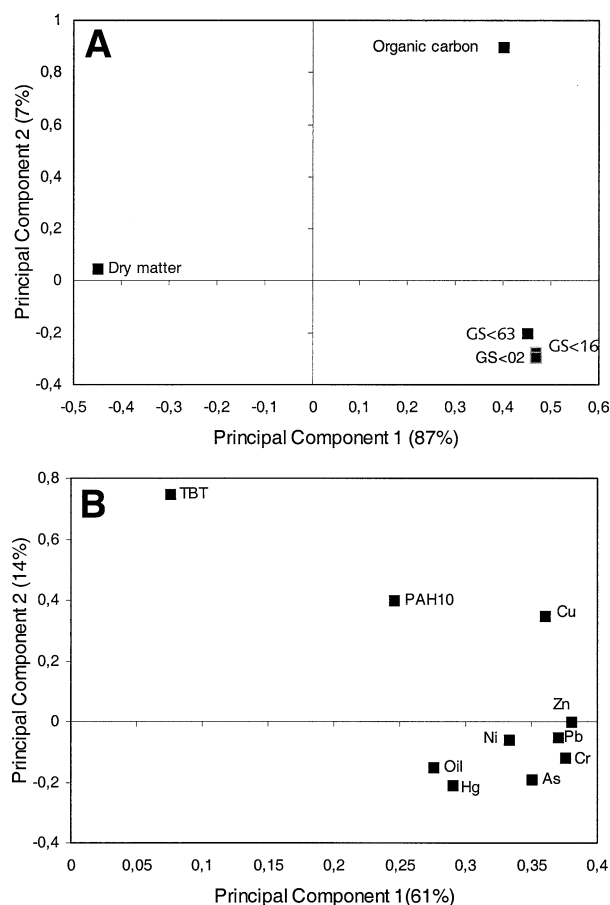 A
Principal Component 2 (7%)
1
0,8
0,6
0,4
0,2
0
-0,2
-0,4
Organic carbon
Dry matter
GS<63
GS<16
GS<02
-0,5 -0,4 -0,3 -0,2 -0,1 0 0,1 0,2 0,3 0,4 0,5 0,6
Principal Component 1 (87%)
B
Principal Component 2 (14%)
0,8
0,6
0,4
0,2
0
-0,2
-0,4
TBT
PAH10
Cu
Zn
Ni
Pb
Cr
Oil
As
Hg
0 0,05 0,1 0,15 0,2 0,25 0,3 0,35 0,4
Principal Component 1(61%)